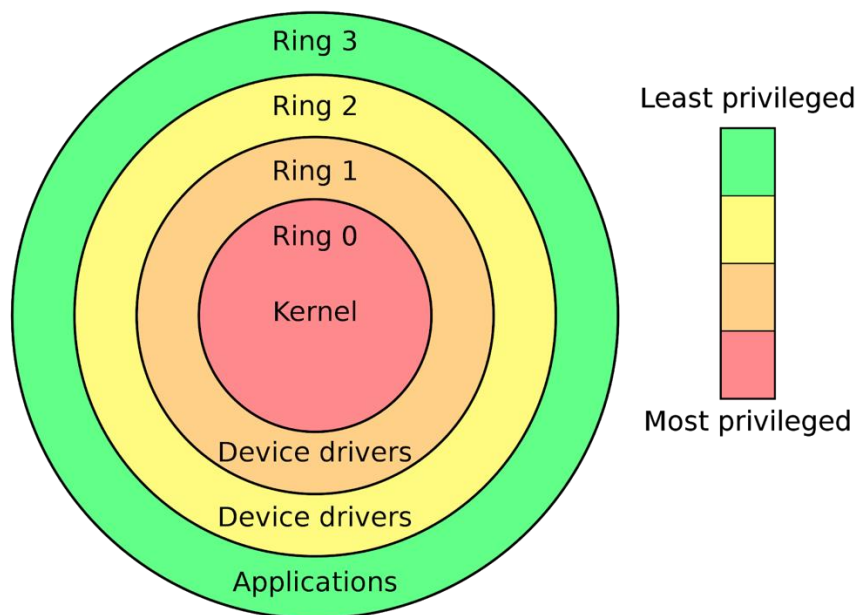 Ring 3
Ring 2
Ring 1
Ring 0
Kernel
Device drivers
Device drivers
Applications
Least privileged
Most privileged